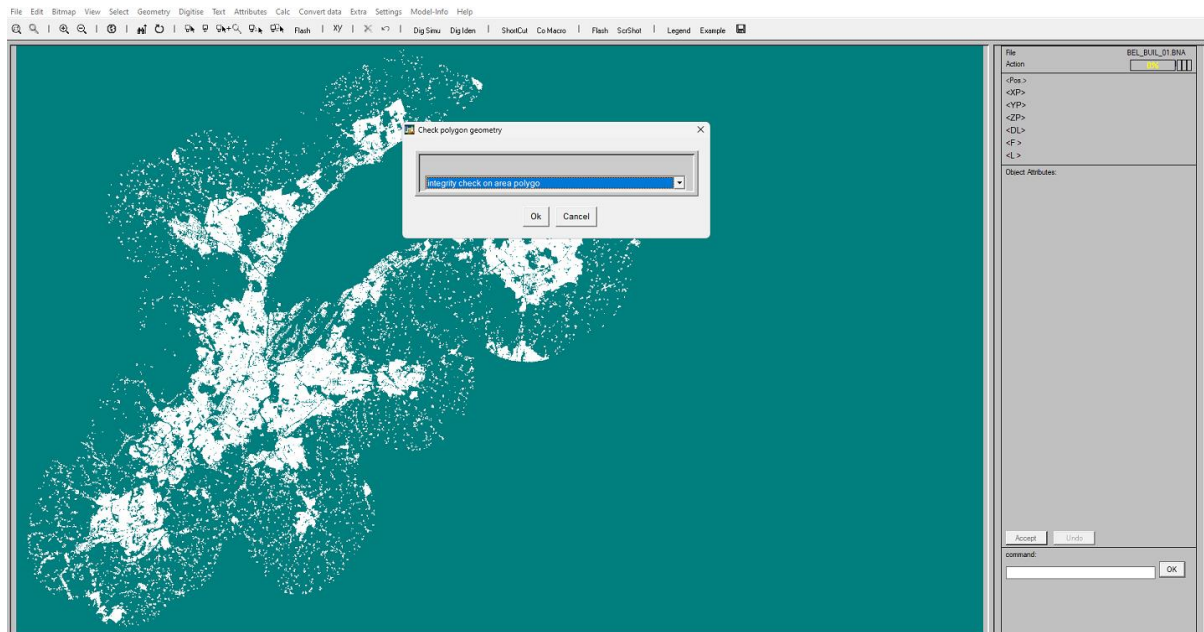 File Edit Bitmap View Select Geometry Digitise Text Attributes Calc Convert data Extra Settings Model-Info Help
Flash XY Dig Simu Dig Iden ShortCut Co Macro Flash ScrShot Legend Example
Check polygon geometry
integrity check on area polygo
Ok Cancel
File BEL_BUIL_01.BNA
Action 0%
<Pos.>
<XP>
<YP>
<ZP>
<DL>
<F>
<L>
Object Attributes:
Accept Undo
command:
OK